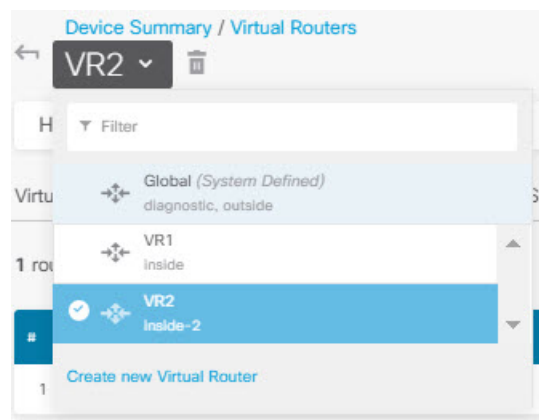 Device Summary / Virtual Routers
VR2
H
Filter
Virtu
Global (System Defined)
diagnostic, outside
S
VR1
inside
1 rou
VR2
inside-2
#
Create new Virtual Router
1